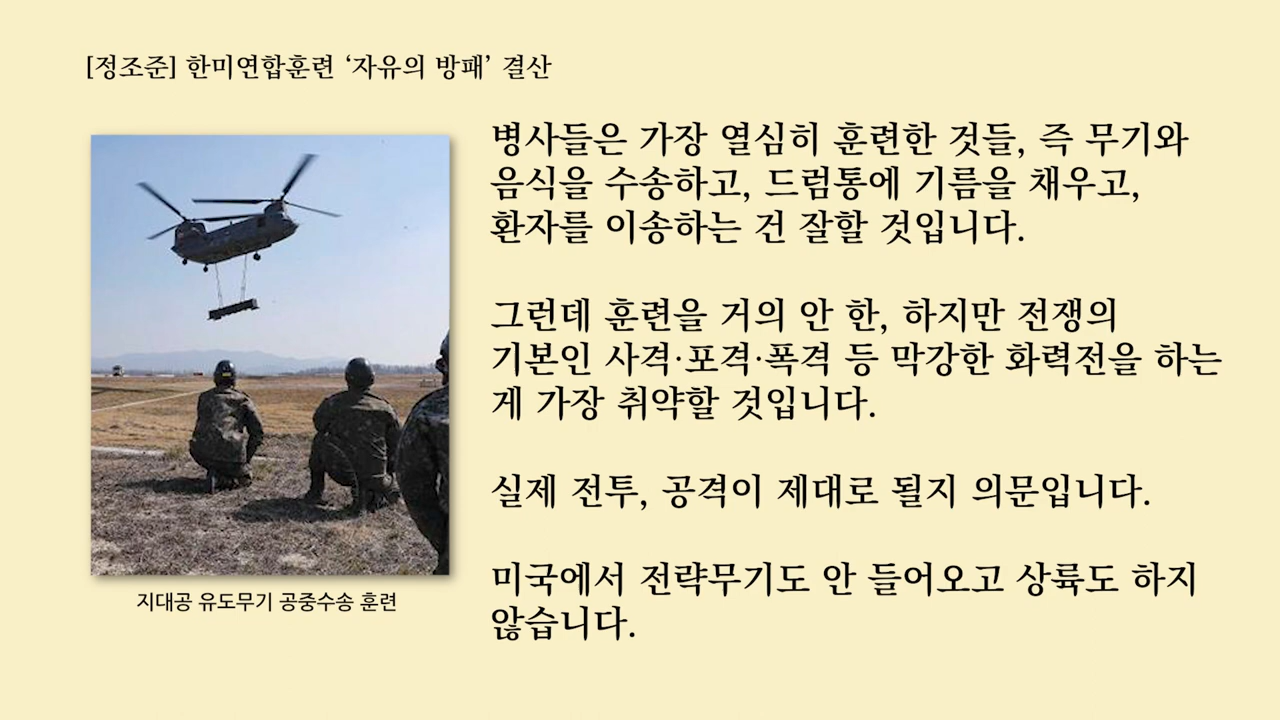 [정조준] 한미연합훈련 ‘자유의 방패’ 결산
병사들은 가장 열심히 훈련한 것들, 즉 무기와
음식을 수송하고, 드럼통에 기름을 채우고,
환자를 이송하는 건 잘할 것입니다.
그런데 훈련을 거의 안 한, 하지만 전쟁의
기본인 사격·포격·폭격 등 막강한 화력전을 하는
게 가장 취약할 것입니다.
실제 전투, 공격이 제대로 될지 의문입니다.
미국에서 전략무기도 안 들어오고 상륙도 하지
않습니다.
지대공 유도무기 공중수송 훈련